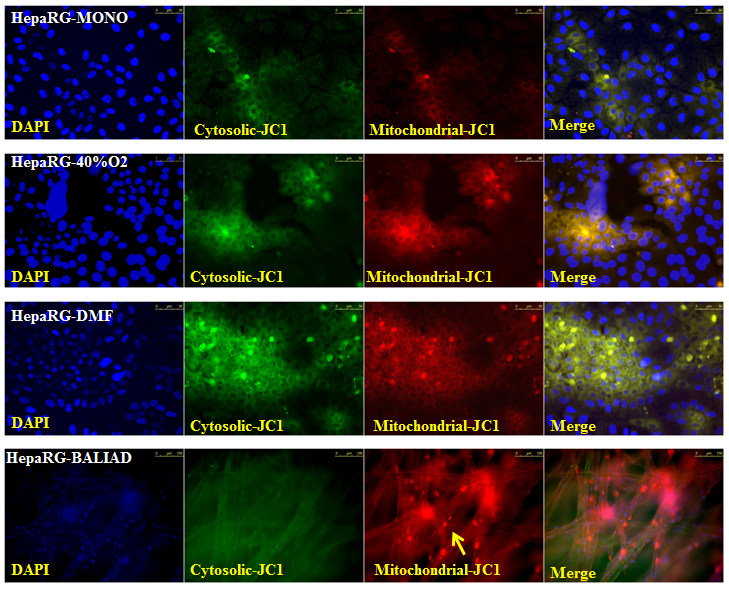 HepaRG-MONO
DAPI
Cytosolic-JC1
Mitochondrial-JC1
Merge
HepaRG-40%O2
DAPI
Cytosolic-JC1
Mitochondrial-JC1
Merge
HepaRG-DMF
DAPI
Cytosolic-JC1
Mitochondrial-JC1
Merge
HepaRG-BALIAD
DAPI
Cytosolic-JC1
Mitochondrial-JC1
Merge